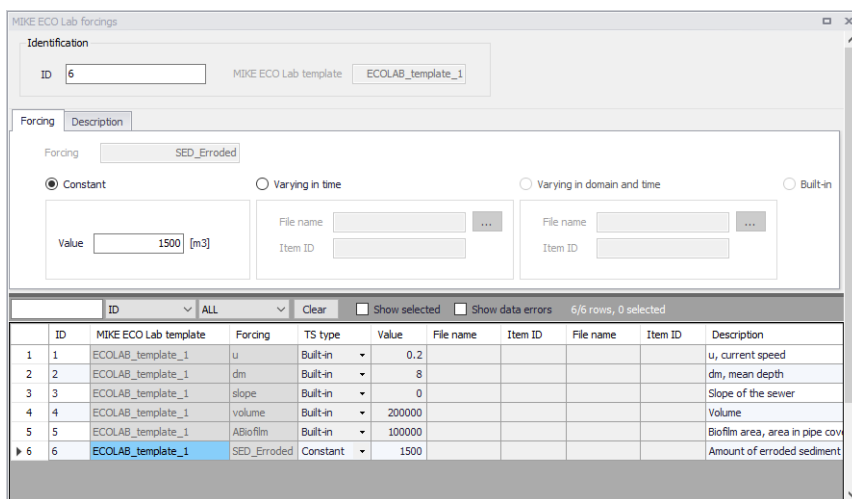 MIKE ECO Lab forcings
Identification
ID 6 MIKE ECO Lab template ECOLAB_template_1
Forcing Description
Forcing SED_Erroded
Constant Varying in time Varying in domain and time Built-in
File name ... File name ...
Value 1500 [m3] Item ID Item ID
ID ALL Clear Show selected Show data errors 6/6 rows, 0 selected
ID MIKE ECO Lab template Forcing TS type Value File name Item ID File name Item ID Description
1 1 ECOLAB_template_1 u Built-in 0.2 u, current speed
2 2 ECOLAB_template_1 dm Built-in 8 dm, mean depth
3 3 ECOLAB_template_1 slope Built-in 0 Slope of the sewer
4 4 ECOLAB_template_1 volume Built-in 200000 Volume
5 5 ECOLAB_template_1 ABiofilm Built-in 100000 Biofilm area, area in pipe cov
6 6 ECOLAB_template_1 SED_Erroded Constant 1500 Amount of erroded sediment